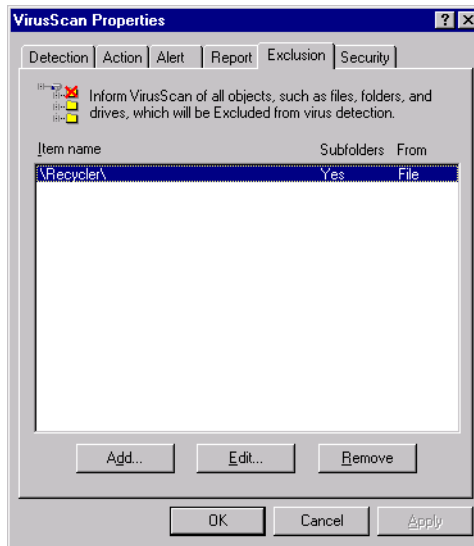 VirusScan Properties
Detection Action Alert Report Exclusion Security
Inform VirusScan of all objects, such as files, folders, and
drives, which will be Excluded from virus detection.
Item name Subfolders From
\Recycler\ Yes File
Add... Edit... Remove
OK Cancel Apply